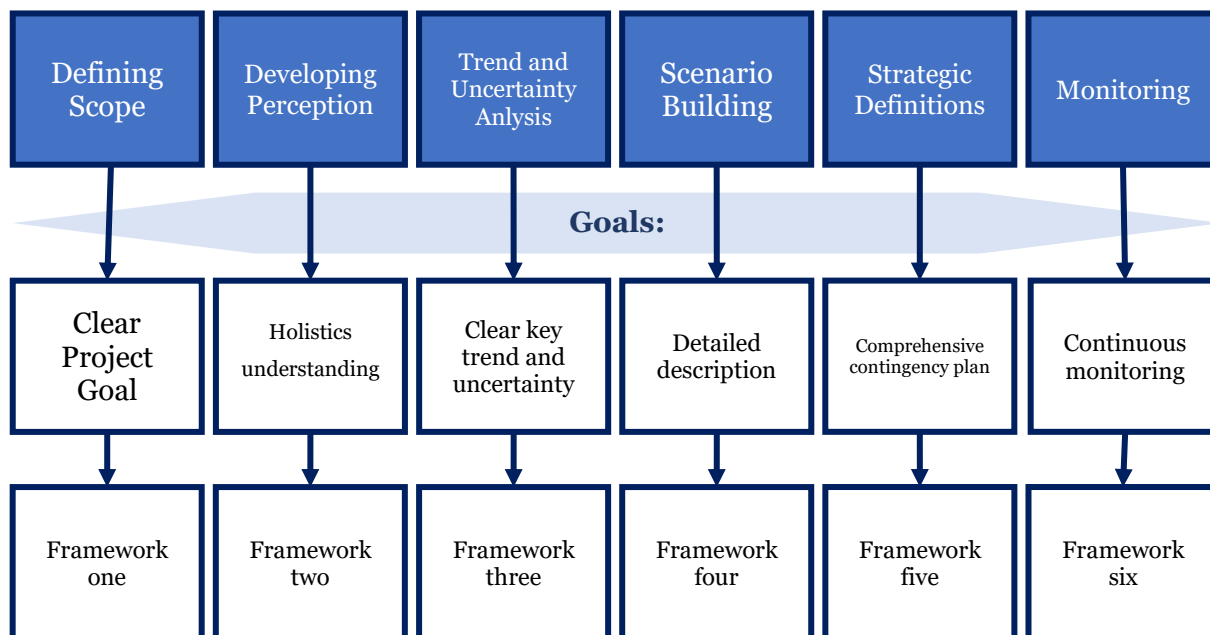 Defining
Scope
Developing
Perception
Trend and
Uncertainty
Anlysis
Scenario
Building
Strategic
Definitions
Monitoring
Goals:
Clear
Project
Goal
Holistics
understanding
Clear key
trend and
uncertainty
Detailed
description
Comprehensive
contingency plan
Continuous
monitoring
Framework
one
Framework
two
Framework
three
Framework
four
Framework
five
Framework
six